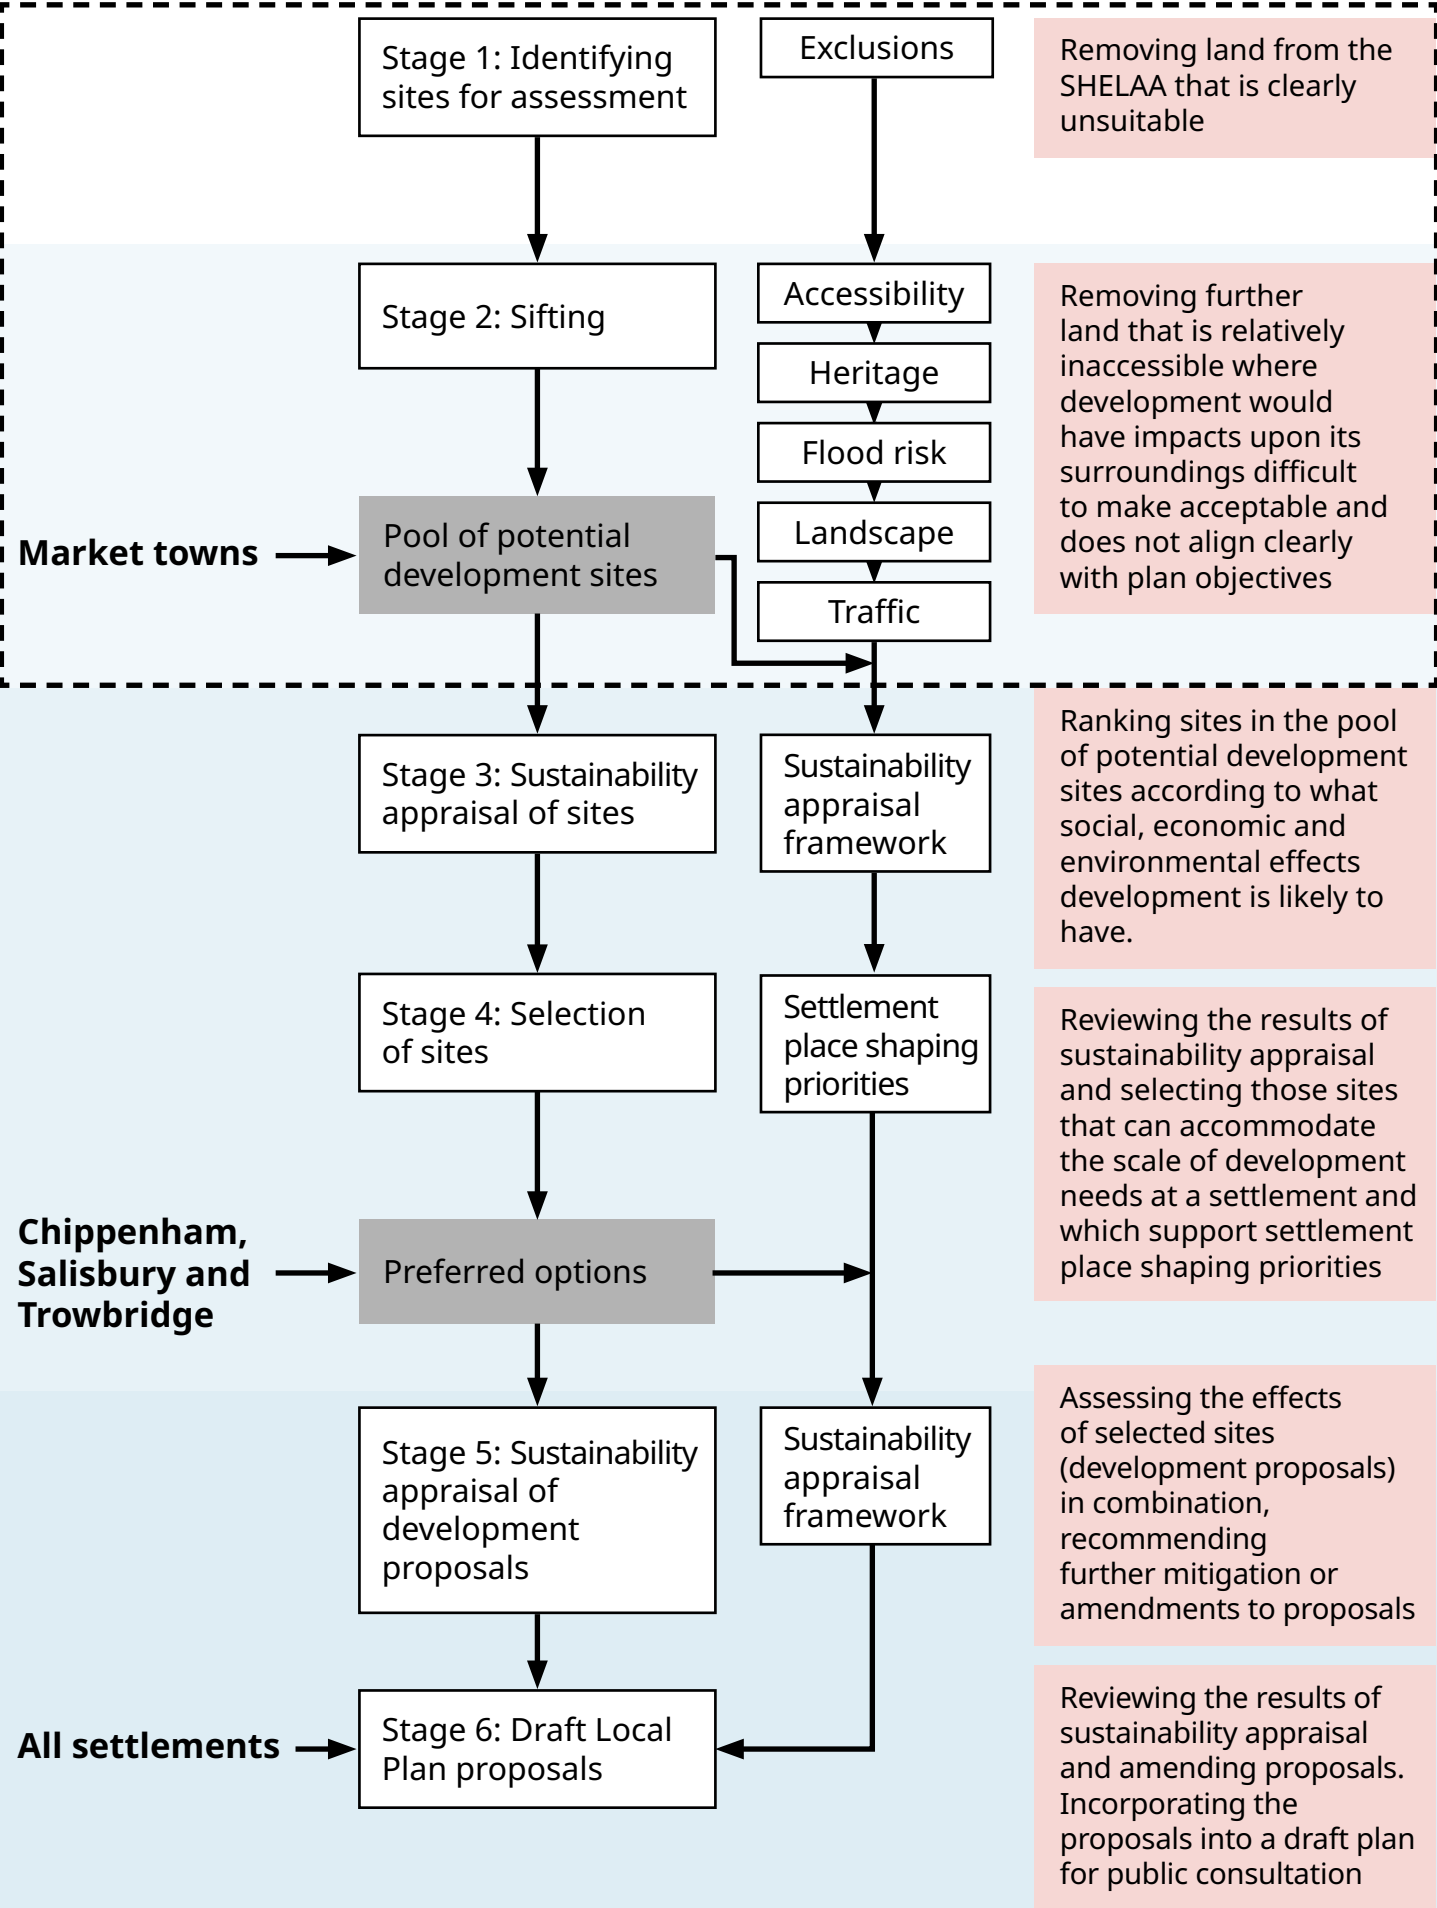 Stage 1: Identifying
sites for assessment
Exclusions
Removing land from the
SHELAA that is clearly
unsuitable
Stage 2: Sifting
Accessibility
Heritage
Flood risk
Landscape
Traffic
Removing further
land that is relatively
inaccessible where
development would
have impacts upon its
surroundings difficult
to make acceptable and
does not align clearly
with plan objectives
Market towns
Pool of potential
development sites
Stage 3: Sustainability
appraisal of sites
Sustainability
appraisal
framework
Ranking sites in the pool
of potential development
sites according to what
social, economic and
environmental effects
development is likely to
have.
Stage 4: Selection
of sites
Settlement
place shaping
priorities
Reviewing the results of
sustainability appraisal
and selecting those sites
that can accommodate
the scale of development
needs at a settlement and
which support settlement
place shaping priorities
Chippenham,
Salisbury and
Trowbridge
Preferred options
Stage 5: Sustainability
appraisal of
development
proposals
Sustainability
appraisal
framework
Assessing the effects
of selected sites
(development proposals)
in combination,
recommending
further mitigation or
amendments to proposals
All settlements
Stage 6: Draft Local
Plan proposals
Reviewing the results of
sustainability appraisal
and amending proposals.
Incorporating the
proposals into a draft plan
for public consultation